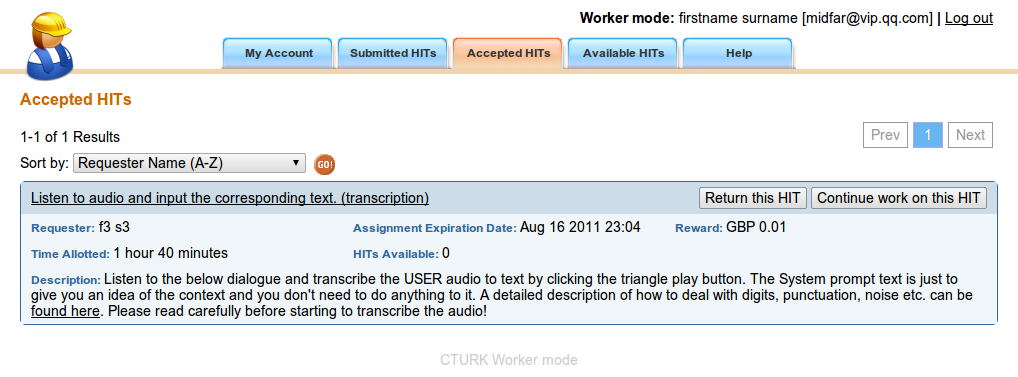 Worker mode: firstname surname [midfar@vip.qq.com] | Log out
My Account Submitted HITs Accepted HITs Available HITs Help
Accepted HITs
1-1 of 1 Results
Prev 1 Next
Sort by: Requester Name (A-Z) GO!
Listen to audio and input the corresponding text. (transcription) Return this HIT Continue work on this HIT
Requester: f3 s3 Assignment Expiration Date: Aug 16 2011 23:04 Reward: GBP 0.01
Time Allotted: 1 hour 40 minutes HITs Available: 0
Description: Listen to the below dialogue and transcribe the USER audio to text by clicking the triangle play button. The System prompt text is just to
give you an idea of the context and you don't need to do anything to it. A detailed description of how to deal with digits, punctuation, noise etc. can be
found here. Please read carefully before starting to transcribe the audio!
CTURK Worker mode